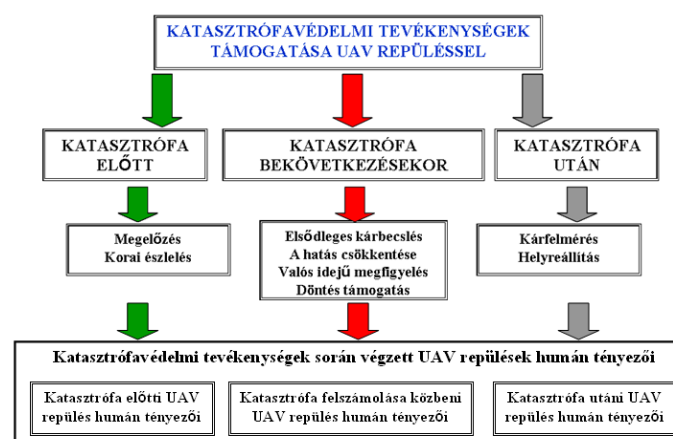 KATASZTRÓFAVÉDELMI TEVÉKENYSÉGEK
TÁMOGATÁSA UAV REPÜLÉSSEL
KATASZTRÓFA
ELŐTT
KATASZTRÓFA
BEKÖVETKEZÉSEKOR
KATASZTRÓFA
UTÁN
Megelőzés
Korai észlelés
Elsődleges kárbecslés
A hatás csökkentése
Valós idejű megfigyelés
Döntés támogatás
Kárfelmérés
Helyreállítás
Katasztrófavédelmi tevékenységek során végzett UAV repülések humán tényezői
Katasztrófa előtti UAV
repülés humán tényezői
Katasztrófa felszámolása közbeni
UAV repülés humán tényezői
Katasztrófa utáni UAV
repülés humán tényezői